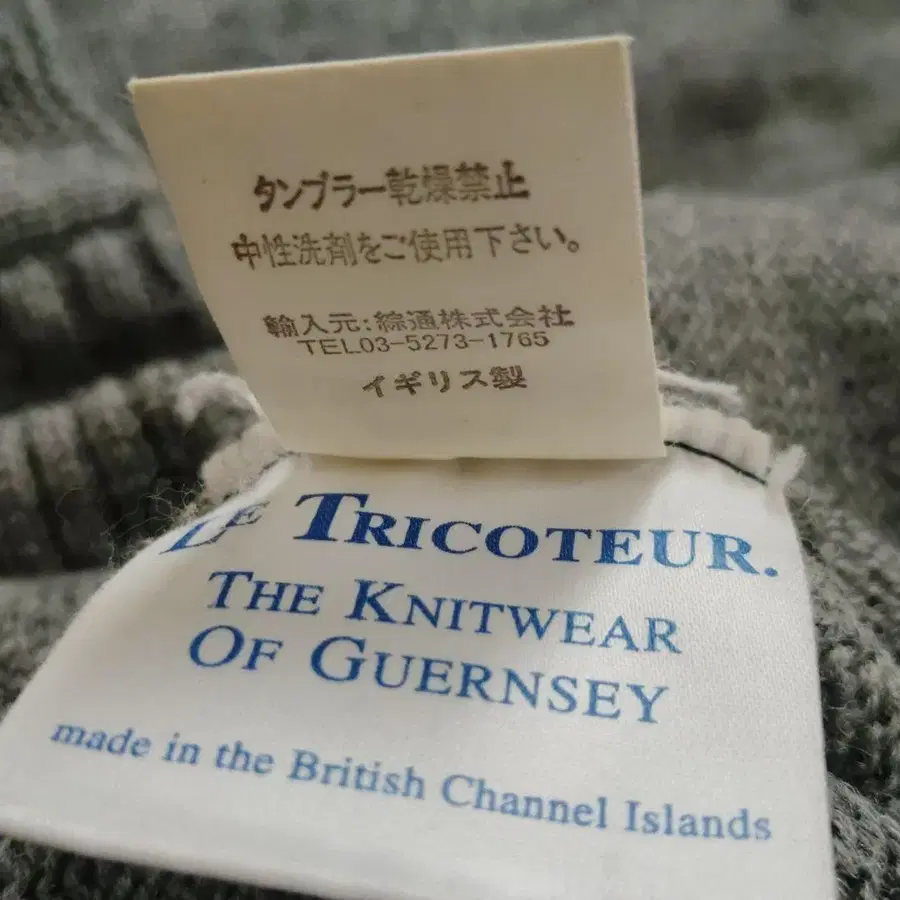 タンブラー乾燥禁止
中性洗剤をご使用下さい。
輸入元:綜通株式会社
TEL03-5273-1765
イギリス製
LE TRICOTEUR.
THE KNITWEAR
OF GUERNSEY
made in the British Channel Islands